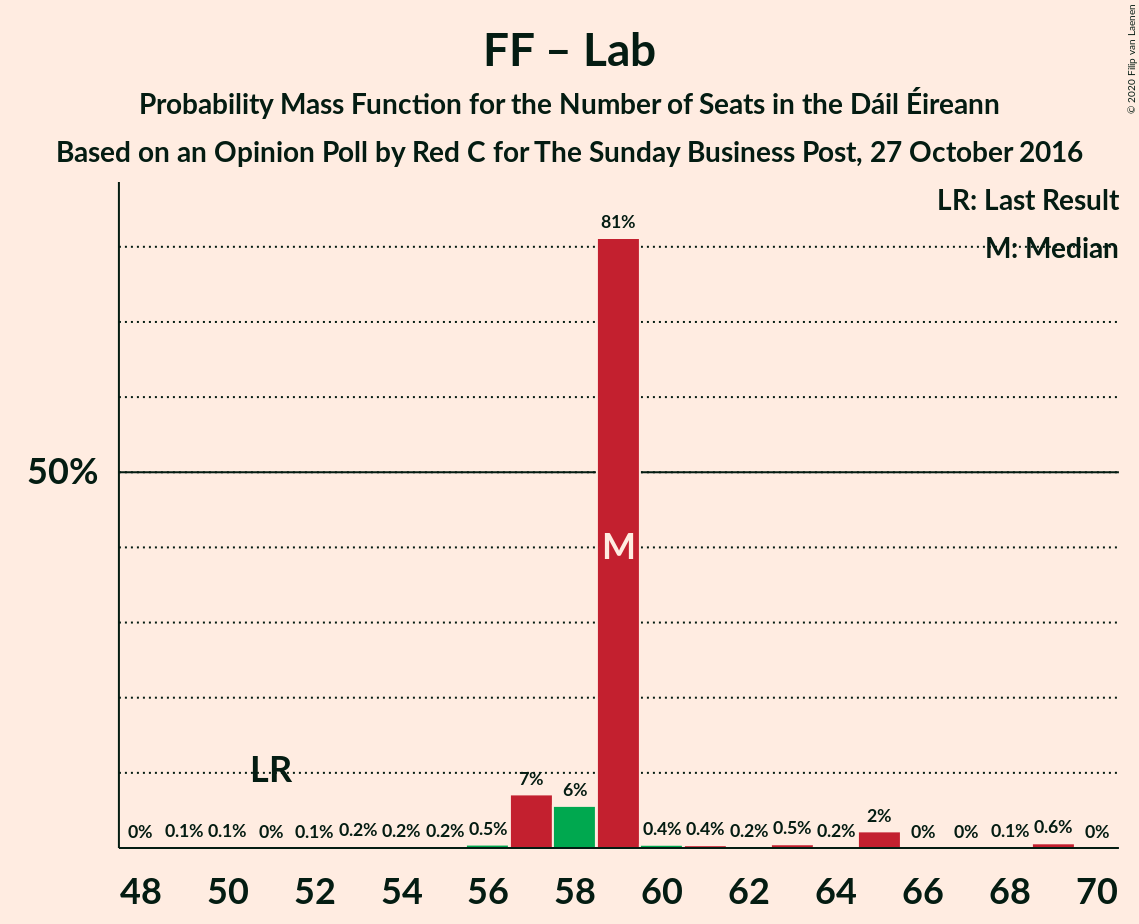 FF – Lab
Probability Mass Function for the Number of Seats in the Dáil Éireann
Based on an Opinion Poll by Red C for The Sunday Business Post, 27 October 2016
© 2020 Filip van Laenen
LR: Last Result
M: Median
81%
50%
M
LR
7%
6%
2%
0% 0.1% 0.1% 0% 0.1% 0.2% 0.2% 0.2% 0.5% 0.4% 0.4% 0.2% 0.5% 0.2% 0% 0% 0.1% 0.6% 0%
48 50 52 54 56 58 60 62 64 66 68 70